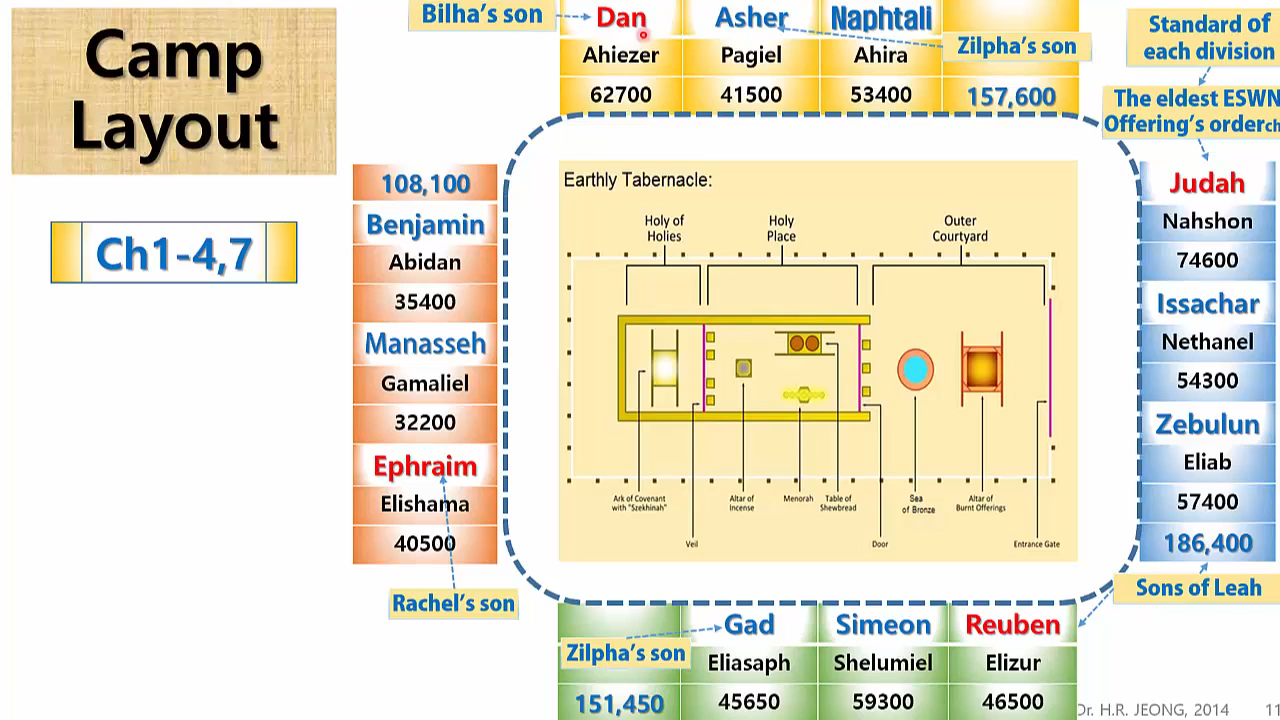 Camp
Layout
Ch1-4,7
Bilha's son
Dan
Asher
Naphtali
Ahiezer
Pagiel
Ahira
62700
41500
53400
157,600
Zilpha's son
Standard of
each division
The eldest ESWN
Offering's orderch
108,100
Benjamin
Abidan
35400
Manasseh
Gamaliel
32200
Ephraim
Elishama
40500
Rachel's son
Earthly Tabernacle:
Holy of
Holies
Holy
Place
Outer
Courtyard
Ark of Covenant
with "Szekhinah"
Altar of
Incense
Menorah
Table of
Shewbread
Sea
of Bronze
Altar of
Burnt Offerings
Veil
Door
Entrance Gate
Judah
Nahshon
74600
Issachar
Nethanel
54300
Zebulun
Eliab
57400
186,400
Sons of Leah
Zilpha's son
151,450
Gad
Simeon
Reuben
Eliasaph
Shelumiel
Elizur
45650
59300
46500
Dr. H.R. JEONG, 2014
11